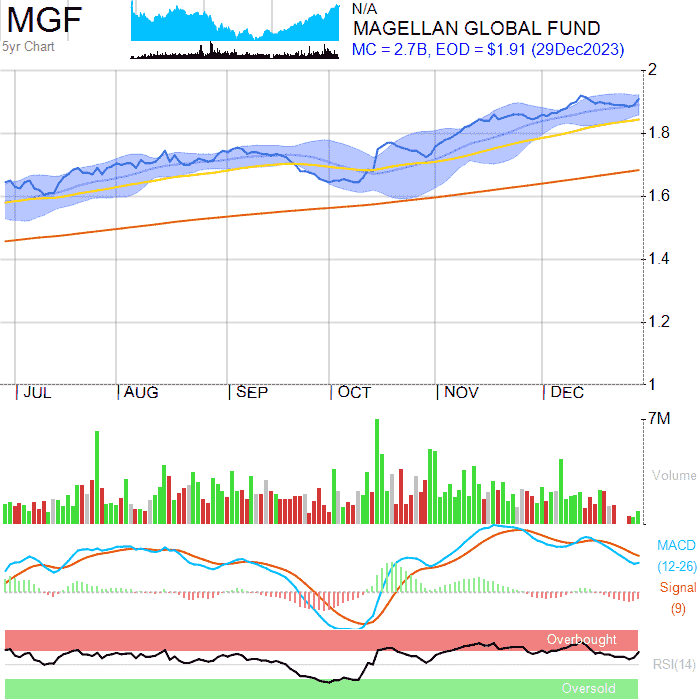 MGF
5yr Chart
N/A
MAGELLAN GLOBAL FUND
MC = 2.7B, EOD = $1.91 (29Dec2023)
2
1.8
1.6
1.4
1.2
1
JUL AUG SEP OCT NOV DEC
7M
Volume
MACD
(12-26)
Signal
(9)
Overbought
RSI(14)
Oversold